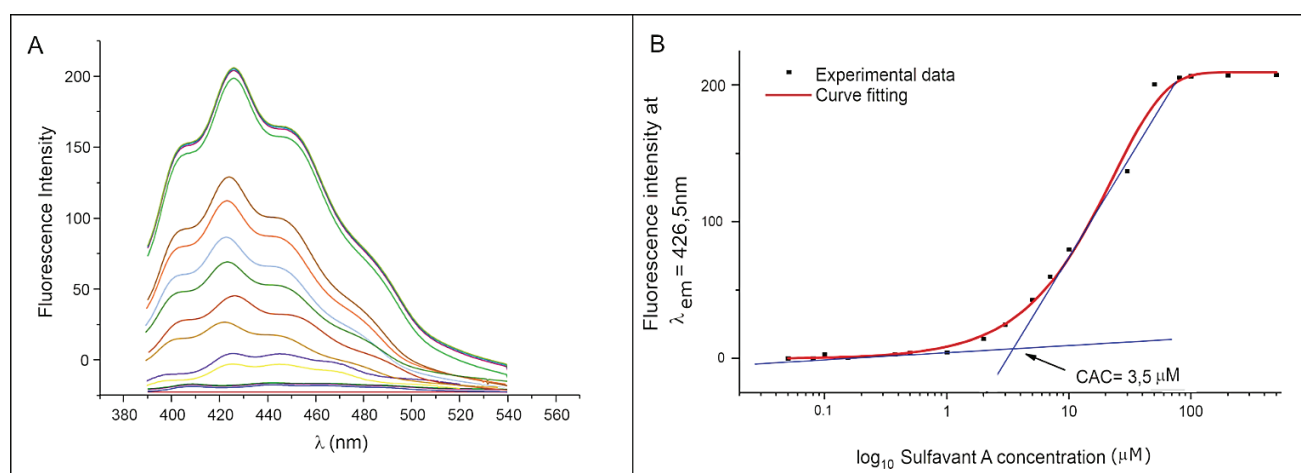 A
Fluorescence Intensity
200
150
100
50
0
380 400 420 440 460 480 500 520 540 560
λ (nm)
B
Fluorescence intensity at
λ em = 426,5nm
200
100
0
Experimental data
Curve fitting
CAC= 3,5 μM
0.1 1 10 100
log10 Sulfavant A concentration (μM)